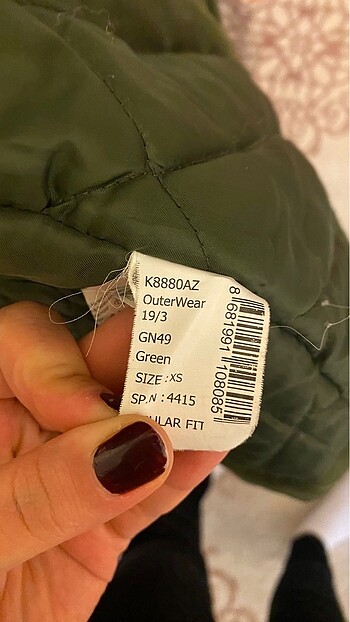 K8880AZ
OuterWear
19/3
GN49
Green
SIZE :XS
SP.N : 4415
ULAR FIT
8 681991 108085